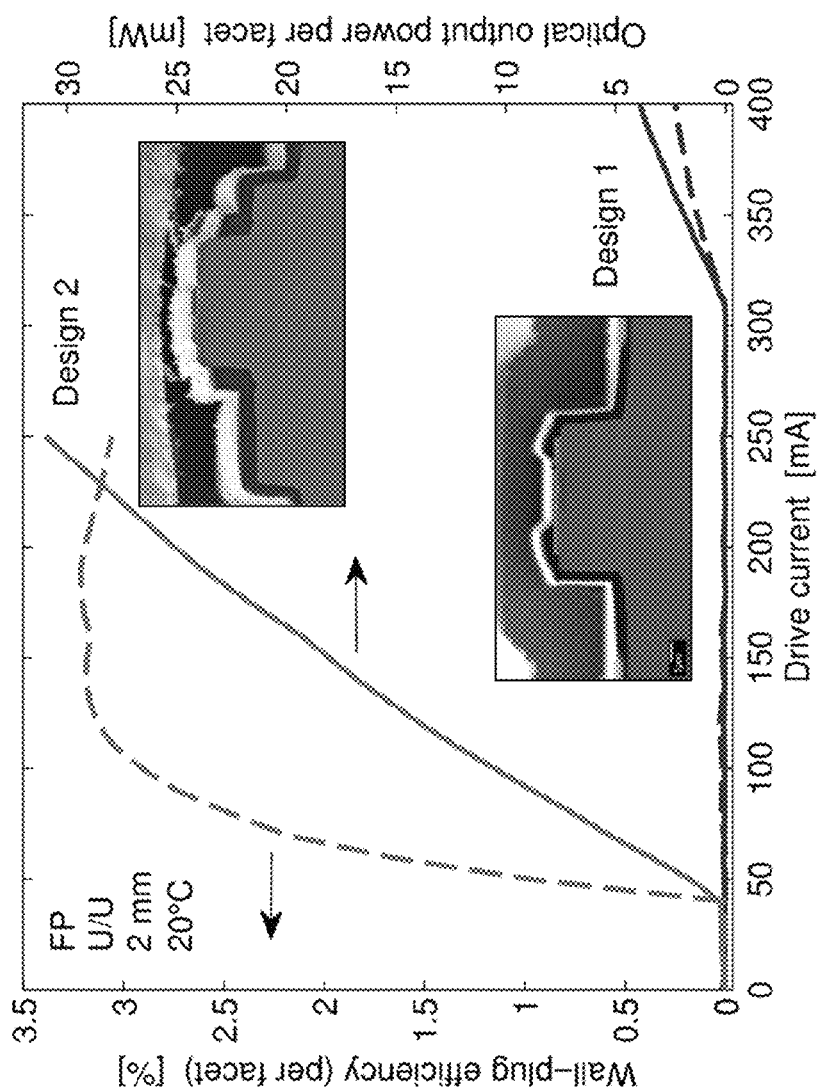 FP
U/U
2 mm
20°C
Design 2
Design 1
Wall–plug efficiency (per facet) [%]
3.5
3
2.5
2
1.5
1
0.5
0
Optical output power per facet [mW]
30
25
20
15
10
5
0
0
50
100
150
200
250
300
350
400
Drive current [mA]